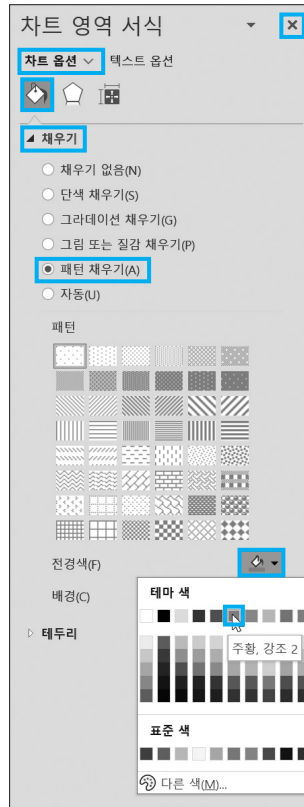 차트 영역 서식
차트 옵션 텍스트 옵션
채우기
채우기 없음(N)
단색 채우기(S)
그라데이션 채우기(G)
그림 또는 질감 채우기(P)
패턴 채우기(A)
자동(U)
패턴
전경색(F)
배경(C)
테두리
테마 색
주황, 강조 2
표준 색
다른 색(M)...